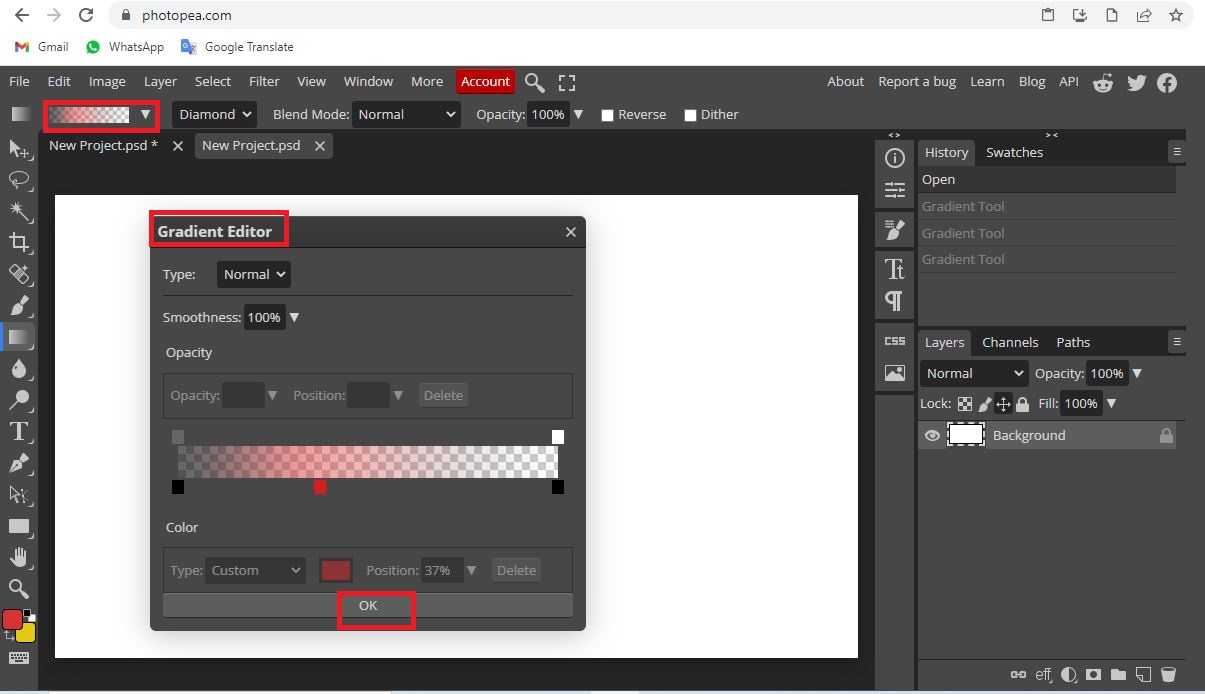 photopea.com
Gmail WhatsApp Google Translate
File Edit Image Layer Select Filter View Window More Account About Report a bug Learn Blog API
Diamond Blend Mode: Normal Opacity: 100% Reverse Dither
New Project.psd * New Project.psd
< > > <
History Swatches
Open
Gradient Tool
Gradient Tool
Gradient Tool
Gradient Editor
Type: Normal
Smoothness: 100%
Opacity
Opacity: Position: Delete
Color
Type: Custom Position: 37% Delete
OK
CSS
Layers Channels Paths
Normal Opacity: 100%
Lock: Fill: 100%
Background
eff